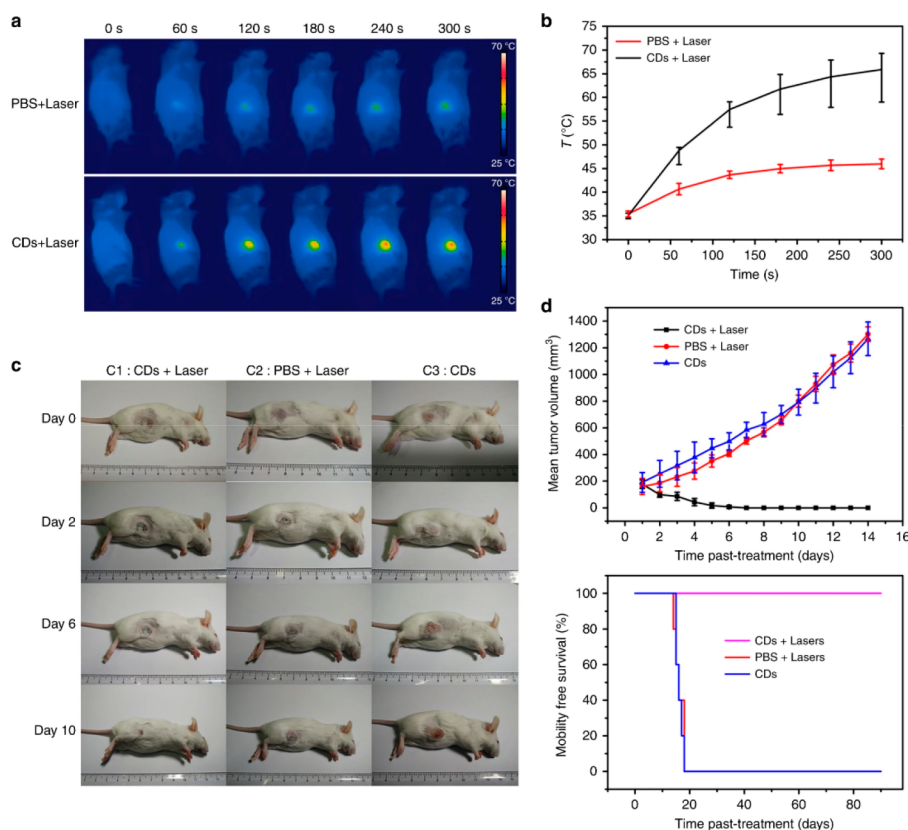 a
0 s 60 s 120 s 180 s 240 s 300 s
70 °C
PBS+Laser
25 °C
70 °C
CDs+Laser
25 °C
b
75
70
65
60
55
50
45
40
35
30
T (°C)
PBS + Laser
CDs + Laser
0 50 100 150 200 250 300
Time (s)
c
C1 : CDs + Laser C2 : PBS + Laser C3 : CDs
Day 0
Day 2
Day 6
Day 10
d
1400
1200
1000
800
600
400
200
0
Mean tumor volume (mm³)
CDs + Laser
PBS + Laser
CDs
0 2 4 6 8 10 12 14 16
Time past-treatment (days)
100
80
60
40
20
0
Mobility free survival (%)
CDs + Lasers
PBS + Lasers
CDs
0 20 40 60 80
Time past-treatment (days)